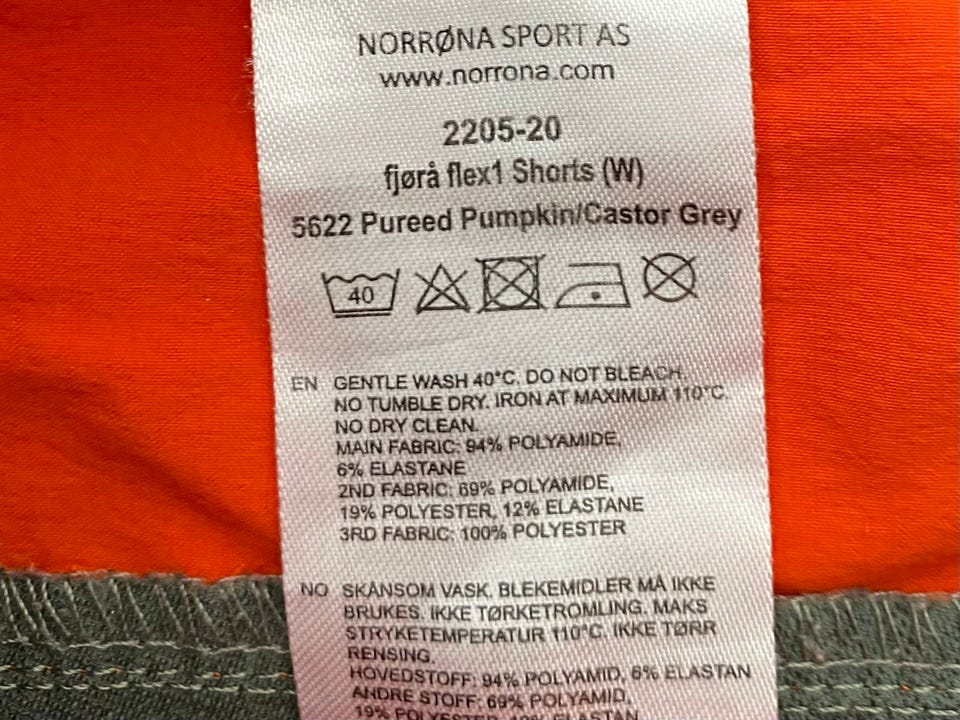 NORRØNA SPORT AS
www.norrona.com
2205-20
fjørå flex1 Shorts (W)
5622 Pureed Pumpkin/Castor Grey
40
EN GENTLE WASH 40°C. DO NOT BLEACH.
NO TUMBLE DRY. IRON AT MAXIMUM 110°C.
NO DRY CLEAN.
MAIN FABRIC: 94% POLYAMIDE,
6% ELASTANE
2ND FABRIC: 69% POLYAMIDE,
19% POLYESTER, 12% ELASTANE
3RD FABRIC: 100% POLYESTER
NO SKÅNSOM VASK. BLEKEMIDLER MÅ IKKE
BRUKES. IKKE TØRKETROMLING. MAKS
STRYKETEMPERATUR 110°C. IKKE TØRR
RENSING.
HOVEDSTOFF: 94% POLYAMID, 6% ELASTAN
ANDRE STOFF: 69% POLYAMID,
19% POLYESTER, 12% ELASTAN